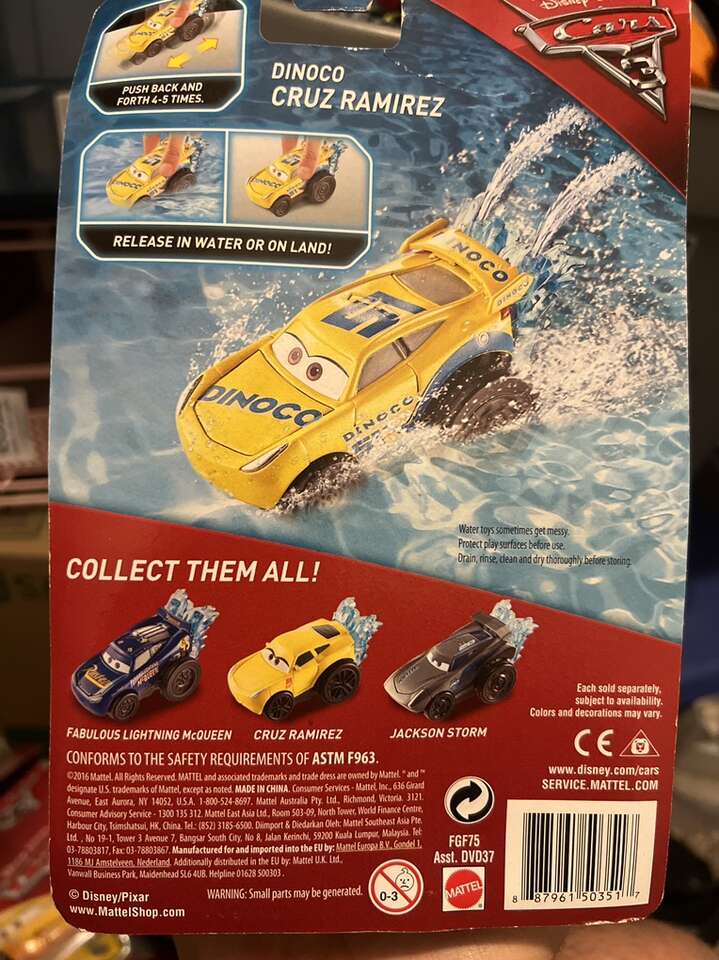 Disney
Cars
3
PUSH BACK AND
FORTH 4-5 TIMES.
DINOCO
CRUZ RAMIREZ
RELEASE IN WATER OR ON LAND!
DINOCO
DINOCO
NOCO
DINOCO
Water toys sometimes get messy.
Protect play surfaces before use.
Drain, rinse, clean and dry thoroughly before storing.
COLLECT THEM ALL!
FABULOUS LIGHTNING McQUEEN
CRUZ RAMIREZ
JACKSON STORM
Each sold separately,
subject to availability.
Colors and decorations may vary.
CE
www.disney.com/cars
SERVICE.MATTEL.COM
CONFORMS TO THE SAFETY REQUIREMENTS OF ASTM F963.
©2016 Mattel. All Rights Reserved. MATTEL and associated trademarks and trade dress are owned by Mattel. ® and ™
designate U.S. trademarks of Mattel, except as noted. MADE IN CHINA. Consumer Services - Mattel, Inc., 636 Girard
Avenue, East Aurora, NY 14052, U.S.A. 1-800-524-8697. Mattel Australia Pty. Ltd., Richmond, Victoria. 3121.
Consumer Advisory Service - 1300 135 312. Mattel East Asia Ltd., Room 503-09, North Tower, World Finance Centre,
Harbour City, Tsimshatsui, HK, China. Tel.: (852) 3185-6500. Diimport & Diedarkan Oleh: Mattel Southeast Asia Pte.
Ltd., No 19-1, Tower 3 Avenue 7, Bangsar South City, No 8, Jalan Kerinchi, 59200 Kuala Lumpur, Malaysia. Tel:
03-78803817, Fax: 03-78803867. Manufactured for and imported into the EU by: Mattel Europa B.V., Gondel 1,
1186 MJ Amstelveen, Nederland. Additionally distributed in the EU by: Mattel U.K. Ltd.,
Vanwall Business Park, Maidenhead SL6 4UB. Helpline 01628 500303.
FGF75
Asst. DVD37
© Disney/Pixar
www.MattelShop.com
WARNING: Small parts may be generated.
0-3
MATTEL
8 87961 50351 7